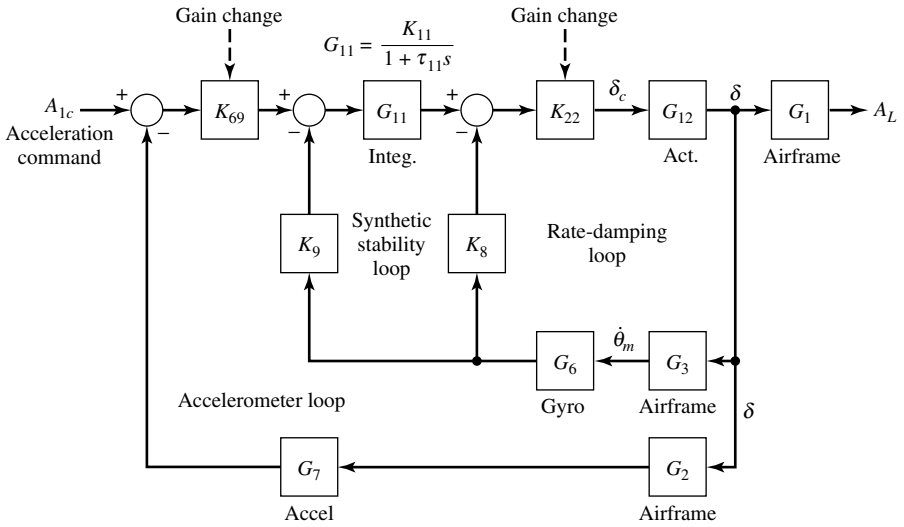 Gain change
Gain change
G₁₁ = K₁₁ / (1 + τ₁₁s)
A₁c
Acceleration
command
+
−
K₆₉
+
−
G₁₁
Integ.
+
−
K₂₂
δc
G₁₂
Act.
δ
G₁
Airframe
A_L
K₉
Synthetic
stability
loop
K₈
Rate-damping
loop
G₆
Gyro
θ̇ₘ
G₃
Airframe
Accelerometer loop
δ
G₇
Accel
G₂
Airframe